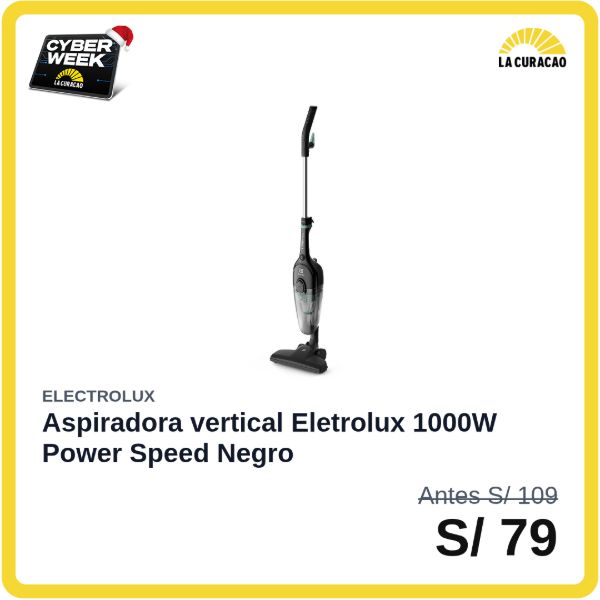 CYBER
WEEK
LA CURACAO
LA CURACAO
ELECTROLUX
Aspiradora vertical Eletrolux 1000W
Power Speed Negro
Antes S/ 109
S/ 79